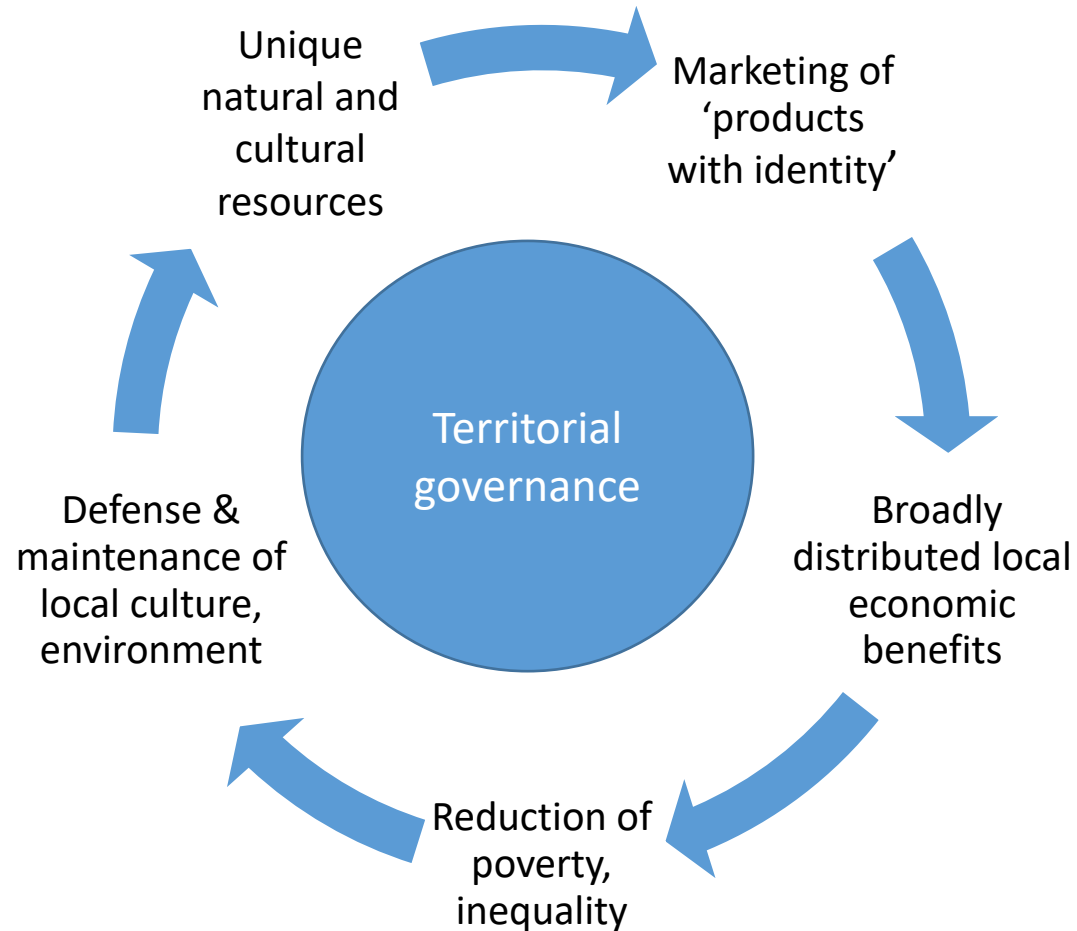 Unique
natural and
cultural
resources
Marketing of
‘products
with identity’
Broadly
distributed local
economic
benefits
Reduction of
poverty,
inequality
Defense &
maintenance of
local culture,
environment
Territorial
governance